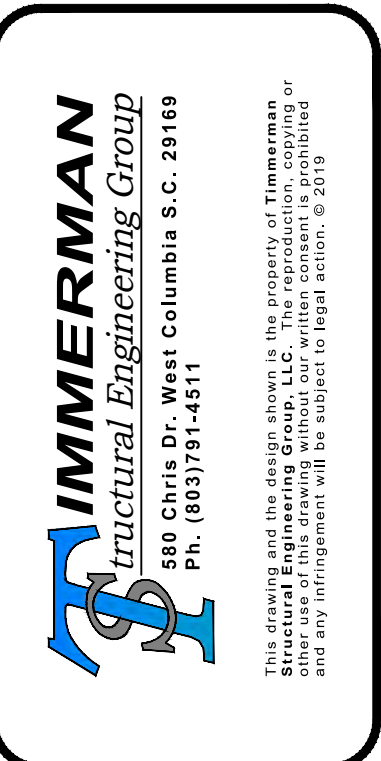 TIMMERMAN
Structural Engineering Group
580 Chris Dr. West Columbia S.C. 29169
Ph. (803)791-4511
This drawing and the design shown is the property of Timmerman
Structural Engineering Group, LLC. The reproduction, copying or
other use of this drawing without our written consent is prohibited
and any infringement will be subject to legal action. © 2019